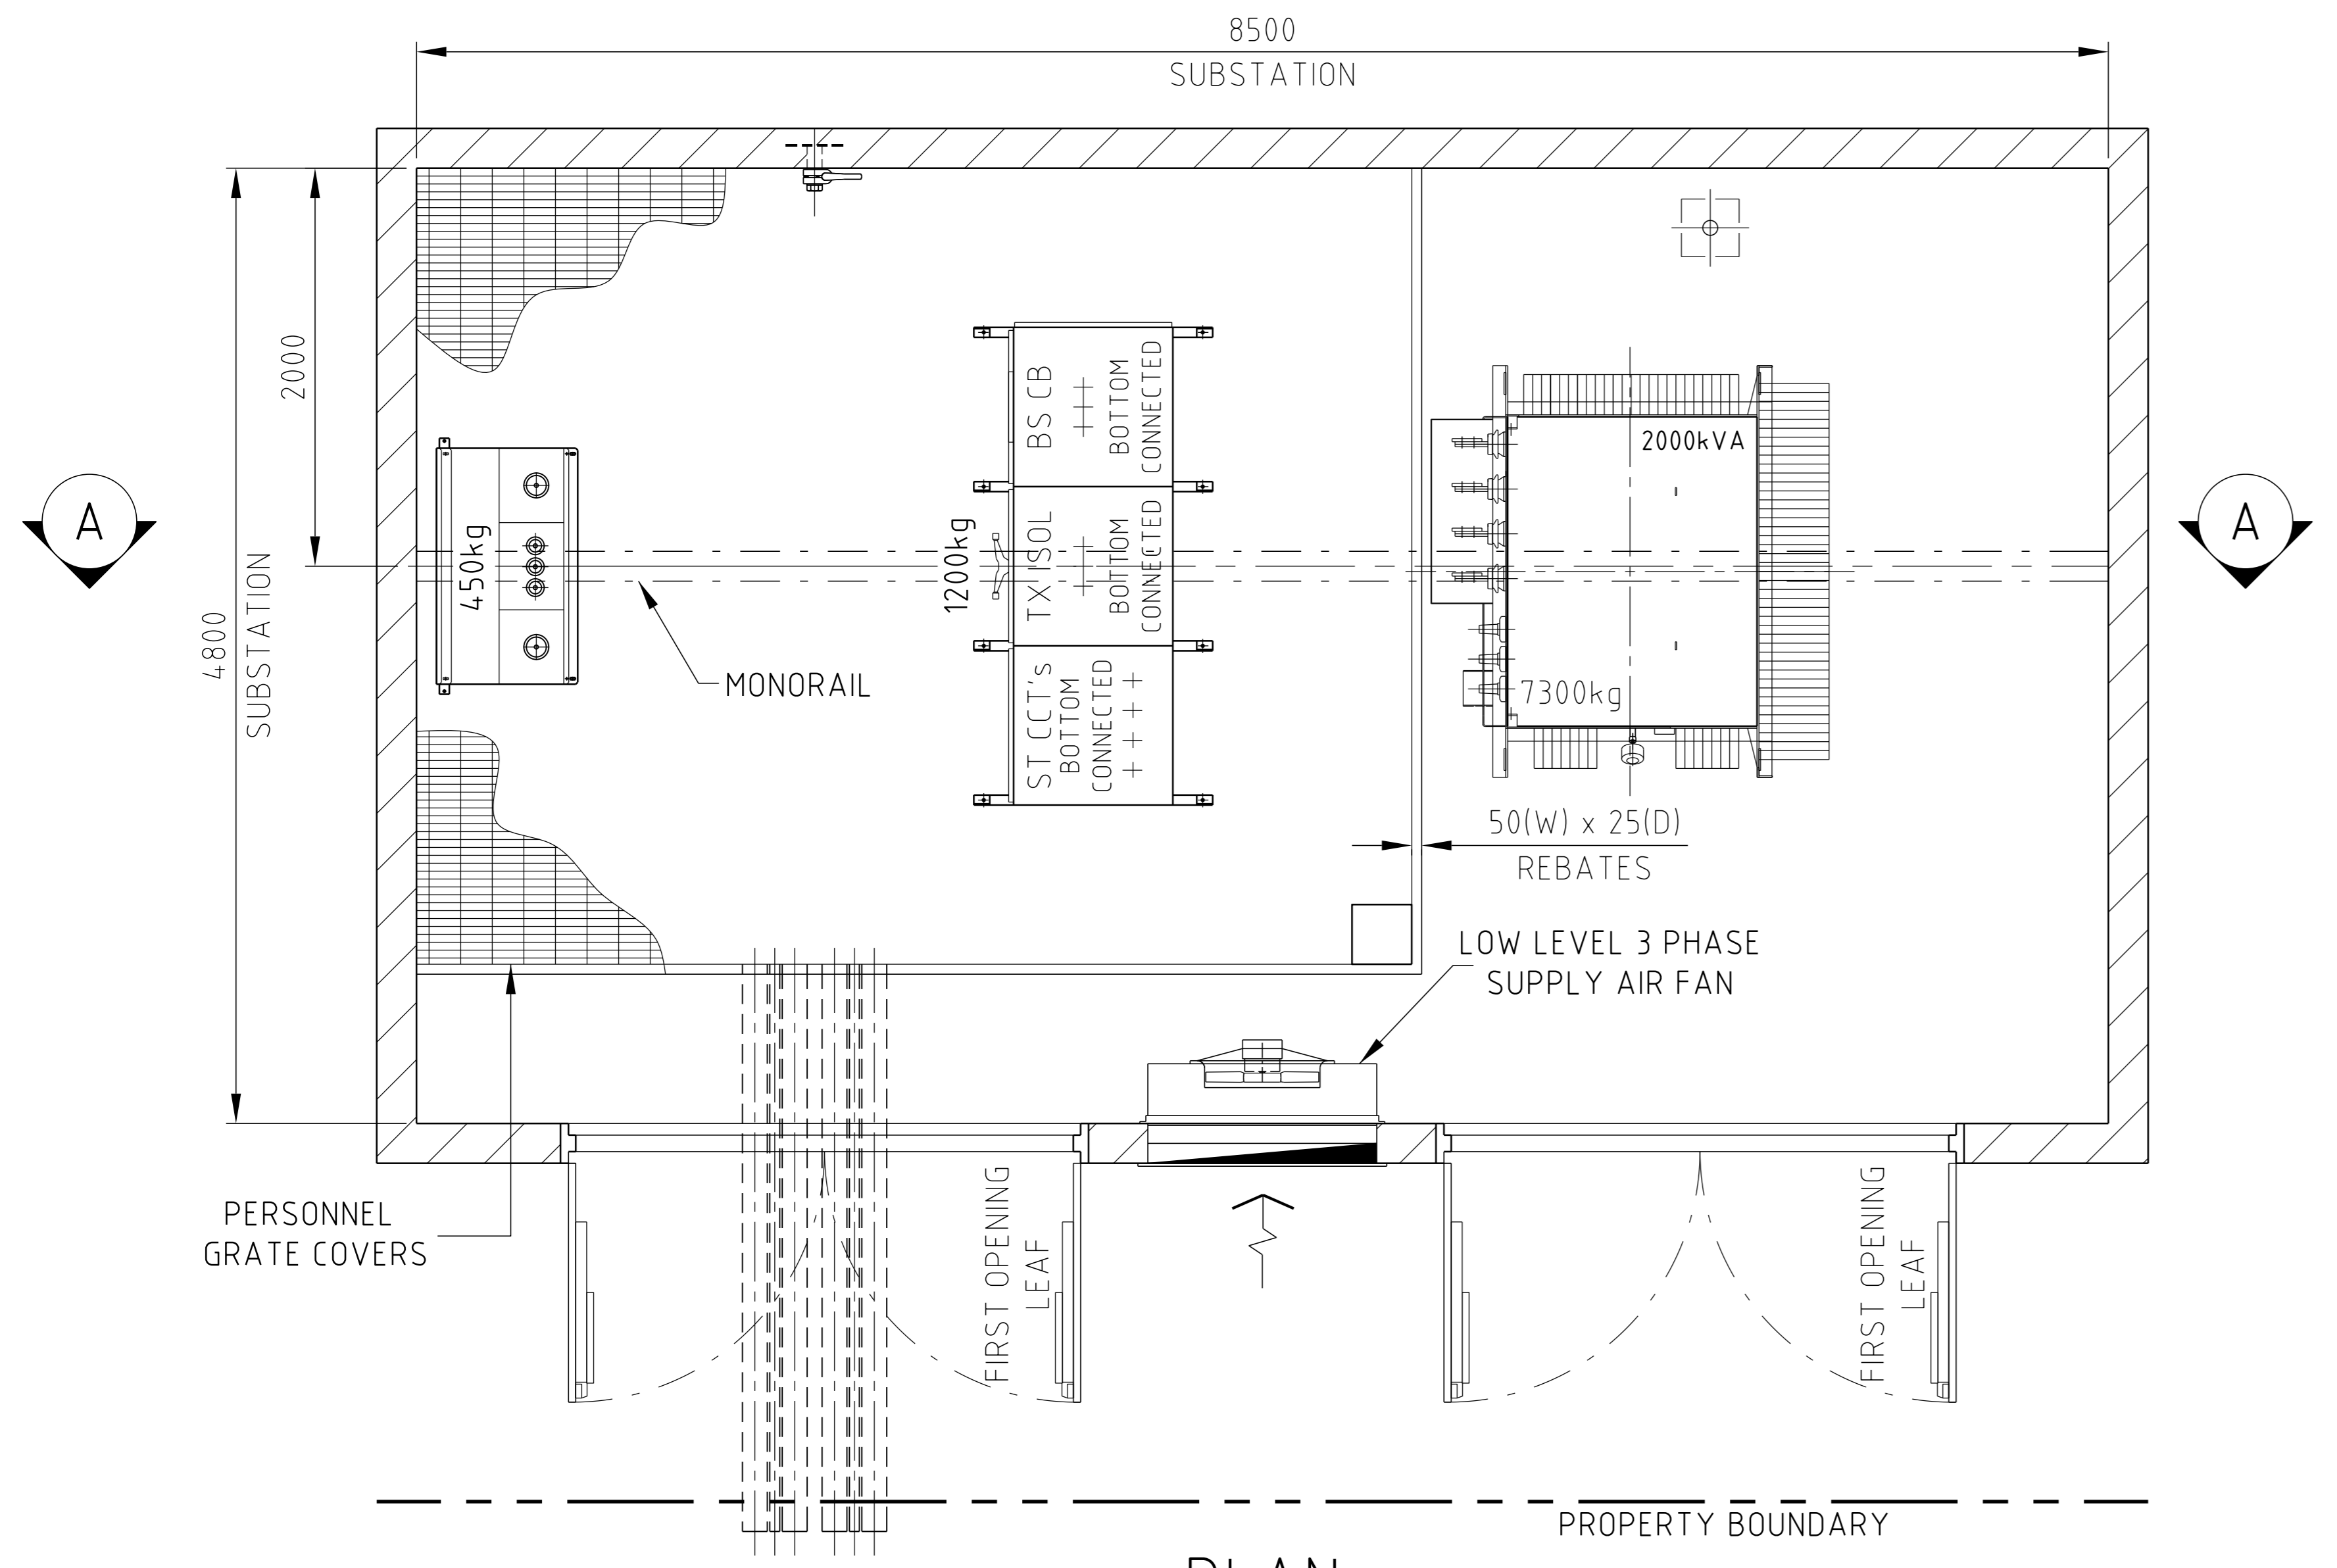 8500
SUBSTATION
2000
4800
SUBSTATION
A
A
450kg
1200kg
BS CB
BOTTOM
CONNECTED
TX ISOL
BOTTOM
CONNECTED
ST CCT's
BOTTOM
CONNECTED
2000kVA
7300kg
MONORAIL
50(W) x 25(D)
REBATES
LOW LEVEL 3 PHASE
SUPPLY AIR FAN
PERSONNEL
GRATE COVERS
FIRST OPENING
LEAF
FIRST OPENING
LEAF
PROPERTY BOUNDARY
PLAN